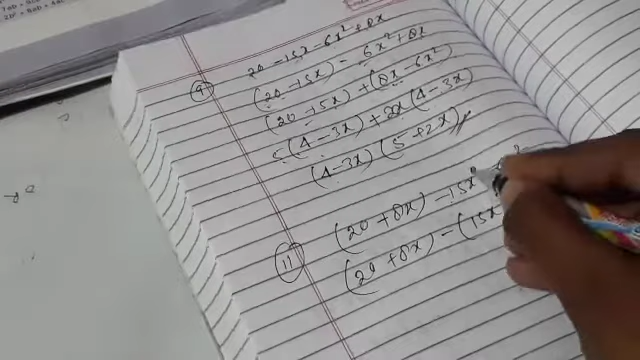 9 20 - 15x - 6x² + 8x
(20 - 15x) - 6x² + 8x
(20 - 15x) + (8x - 6x²)
5(4 - 3x) + 2x(4 - 3x)
(4 - 3x) (5 + 2x)
11 (20 + 8x) - 15x
(20 + 8x) - (15x